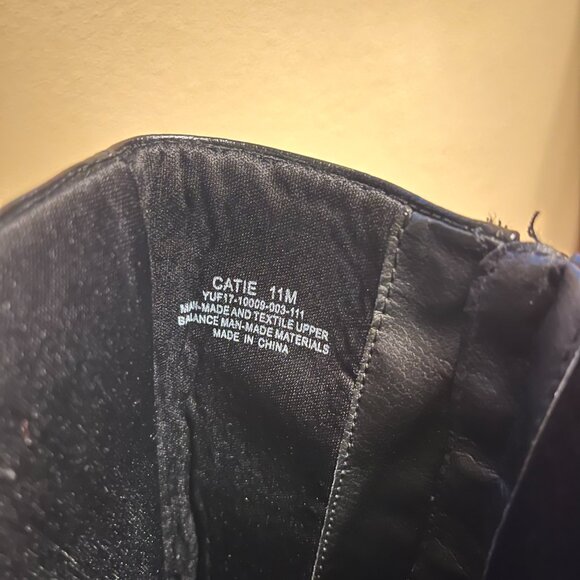 CATIE 11M
YUF17-10009-003-111
MAN-MADE AND TEXTILE UPPER
BALANCE MAN-MADE MATERIALS
MADE IN CHINA